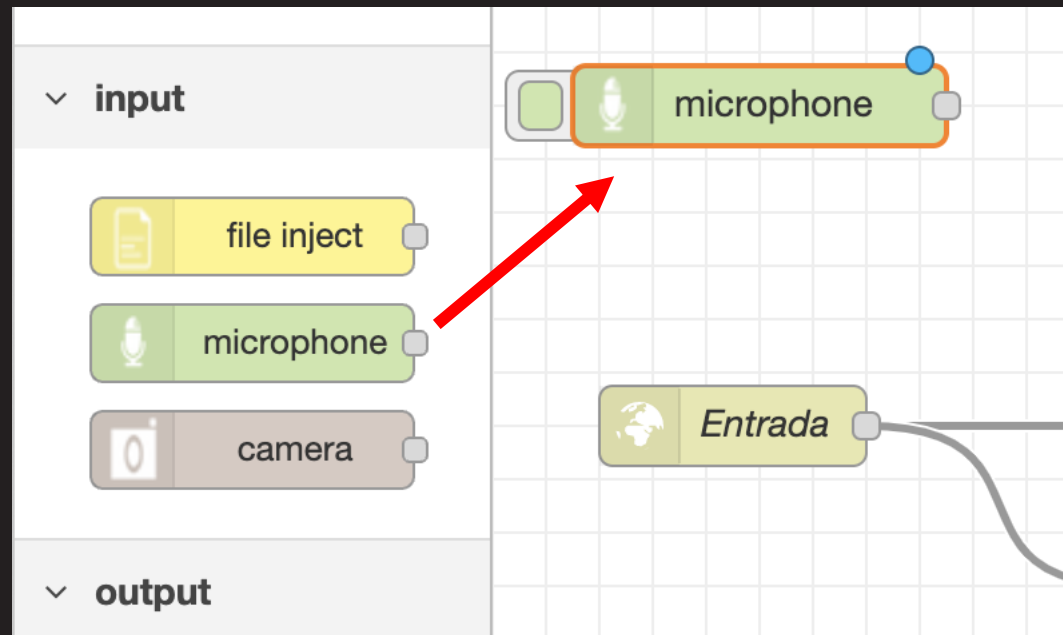 input
file inject
microphone
camera
output
microphone
Entrada